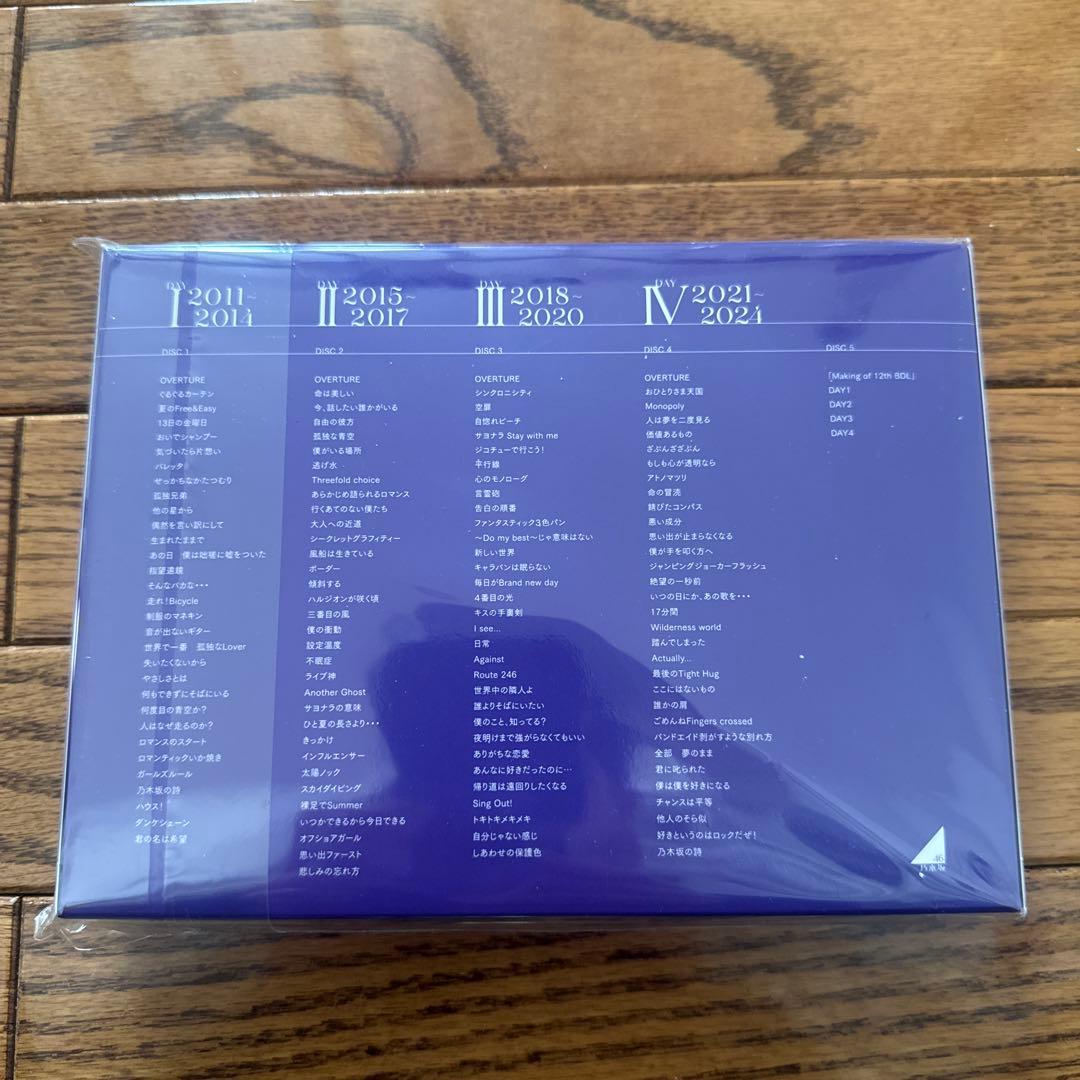 DAY
I 2011~
2014
DISC 1
OVERTURE
ぐるぐるカーテン
夏のFree&Easy
13日の金曜日
おいでシャンプー
気づいたら片想い
バレッタ
せっかちなかたつむり
孤独兄弟
他の星から
偶然を言い訳にして
生まれたままで
あの日 僕は咄嗟に嘘をついた
指望遠鏡
そんなバカな・・・
走れ!Bicycle
制服のマネキン
音が出ないギター
世界で一番 孤独なLover
失いたくないから
やさしさとは
何もできずにそばにいる
何度目の青空か?
人はなぜ走るのか?
ロマンスのスタート
ロマンティックいか焼き
ガールズルール
乃木坂の詩
ハウス!
ダンケシェーン
君の名は希望
DAY
II 2015~
2017
DISC 2
OVERTURE
命は美しい
今、話したい誰かがいる
自由の彼方
孤独な青空
僕がいる場所
逃げ水
Threefold choice
あらかじめ語られるロマンス
行くあてのない僕たち
大人への近道
シークレットグラフィティー
風船は生きている
ボーダー
傾斜する
ハルジオンが咲く頃
三番目の風
僕の衝動
設定温度
不眠症
ライブ神
Another Ghost
サヨナラの意味
ひと夏の長さより・・・
きっかけ
インフルエンサー
太陽ノック
スカイダイビング
裸足でSummer
いつかできるから今日できる
オフショアガール
思い出ファースト
悲しみの忘れ方
DAY
III 2018~
2020
DISC 3
OVERTURE
シンクロニシティ
空扉
自惚れビーチ
サヨナラ Stay with me
ジコチューで行こう!
平行線
心のモノローグ
言霊砲
告白の順番
ファンタスティック3色パン
〜Do my best〜じゃ意味はない
新しい世界
キャラバンは眠らない
毎日がBrand new day
4番目の光
キスの手裏剣
I see...
日常
Against
Route 246
世界中の隣人よ
誰よりそばにいたい
僕のこと、知ってる?
夜明けまで強がらなくてもいい
ありがちな恋愛
あんなに好きだったのに…
帰り道は遠回りしたくなる
Sing Out!
トキトキメキメキ
自分じゃない感じ
しあわせの保護色
DAY
IV 2021~
2024
DISC 4
OVERTURE
おひとりさま天国
Monopoly
人は夢を二度見る
価値あるもの
ざぶんざざぶん
もしも心が透明なら
アトノマツリ
命の冒涜
錆びたコンパス
悪い成分
思い出が止まらなくなる
僕が手を叩く方へ
ジャンピングジョーカーフラッシュ
絶望の一秒前
いつの日にか、あの歌を・・・
17分間
Wilderness world
踏んでしまった
Actually...
最後のTight Hug
ここにはないもの
誰かの肩
ごめんねFingers crossed
バンドエイド剥がすような別れ方
全部 夢のまま
君に叱られた
僕は僕を好きになる
チャンスは平等
他人のそら似
好きというのはロックだぜ!
乃木坂の詩
DISC 5
「Making of 12th BDL」
DAY1
DAY2
DAY3
DAY4
46
乃木坂